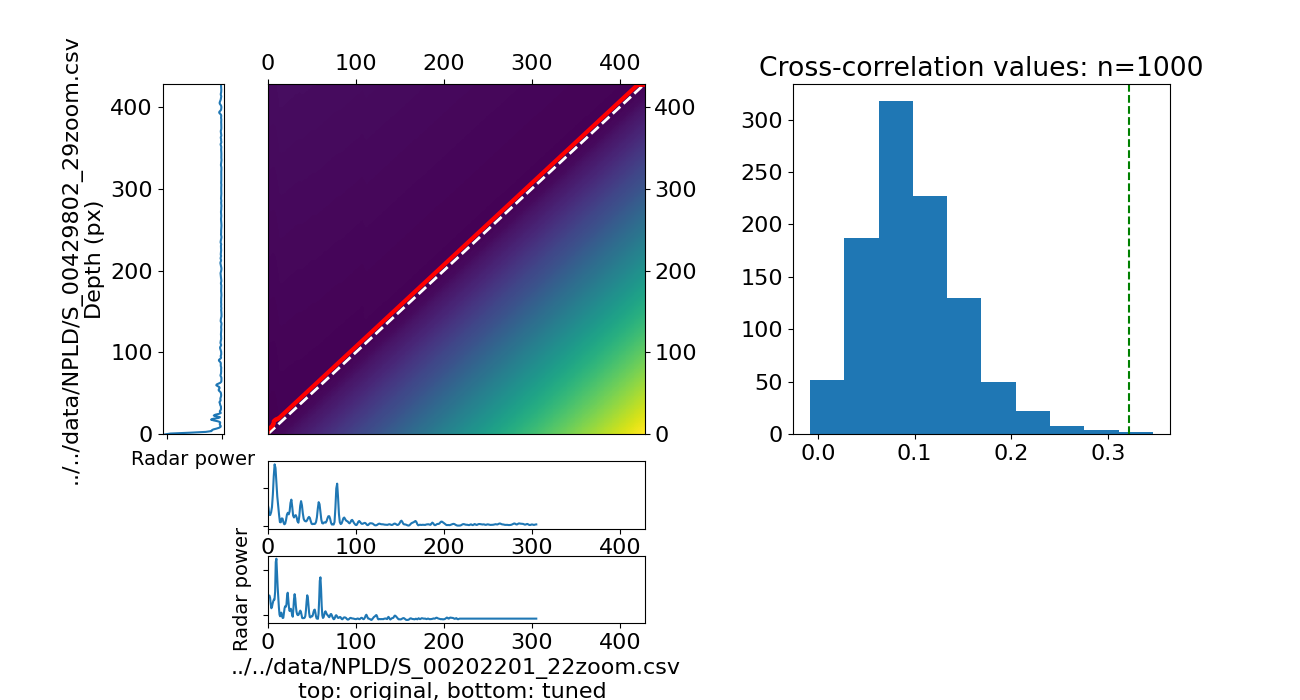 0 100 200 300 400
Cross-correlation values: n=1000
../../data/NPLD/S_00429802_29zoom.csv
Depth (px)
400
300
200
100
0
400
300
200
100
0
300
250
200
150
100
50
0
0.0 0.1 0.2 0.3
Radar power
0 100 200 300 400
Radar power
0 100 200 300 400
../../data/NPLD/S_00202201_22zoom.csv
top: original, bottom: tuned